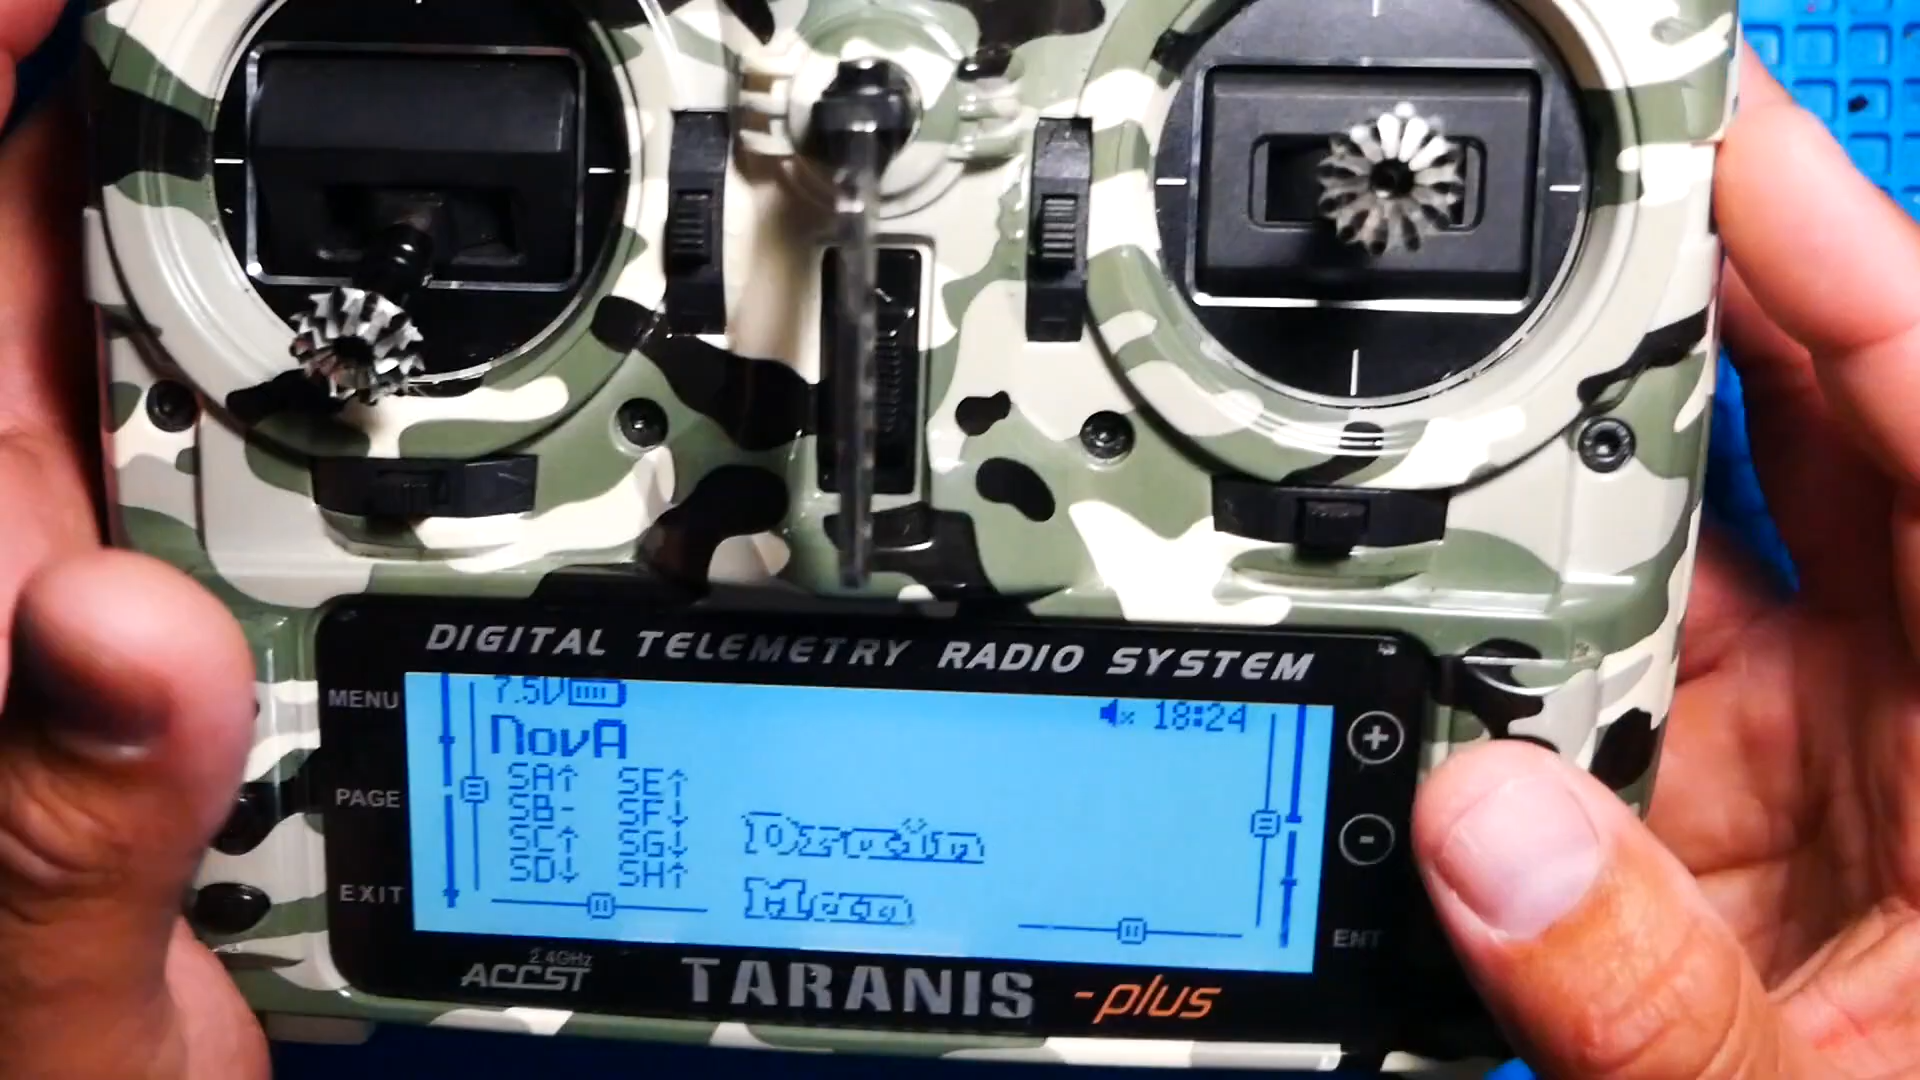 DIGITAL TELEMETRY RADIO SYSTEM
MENU
PAGE
EXIT
7.5V
18:24
NovA
SA↑ SE↑
SB- SF↓
SC↑ SG↓
SD↓ SH↑
+
-
ENT
2.4GHz
ACCST
TARANIS -plus